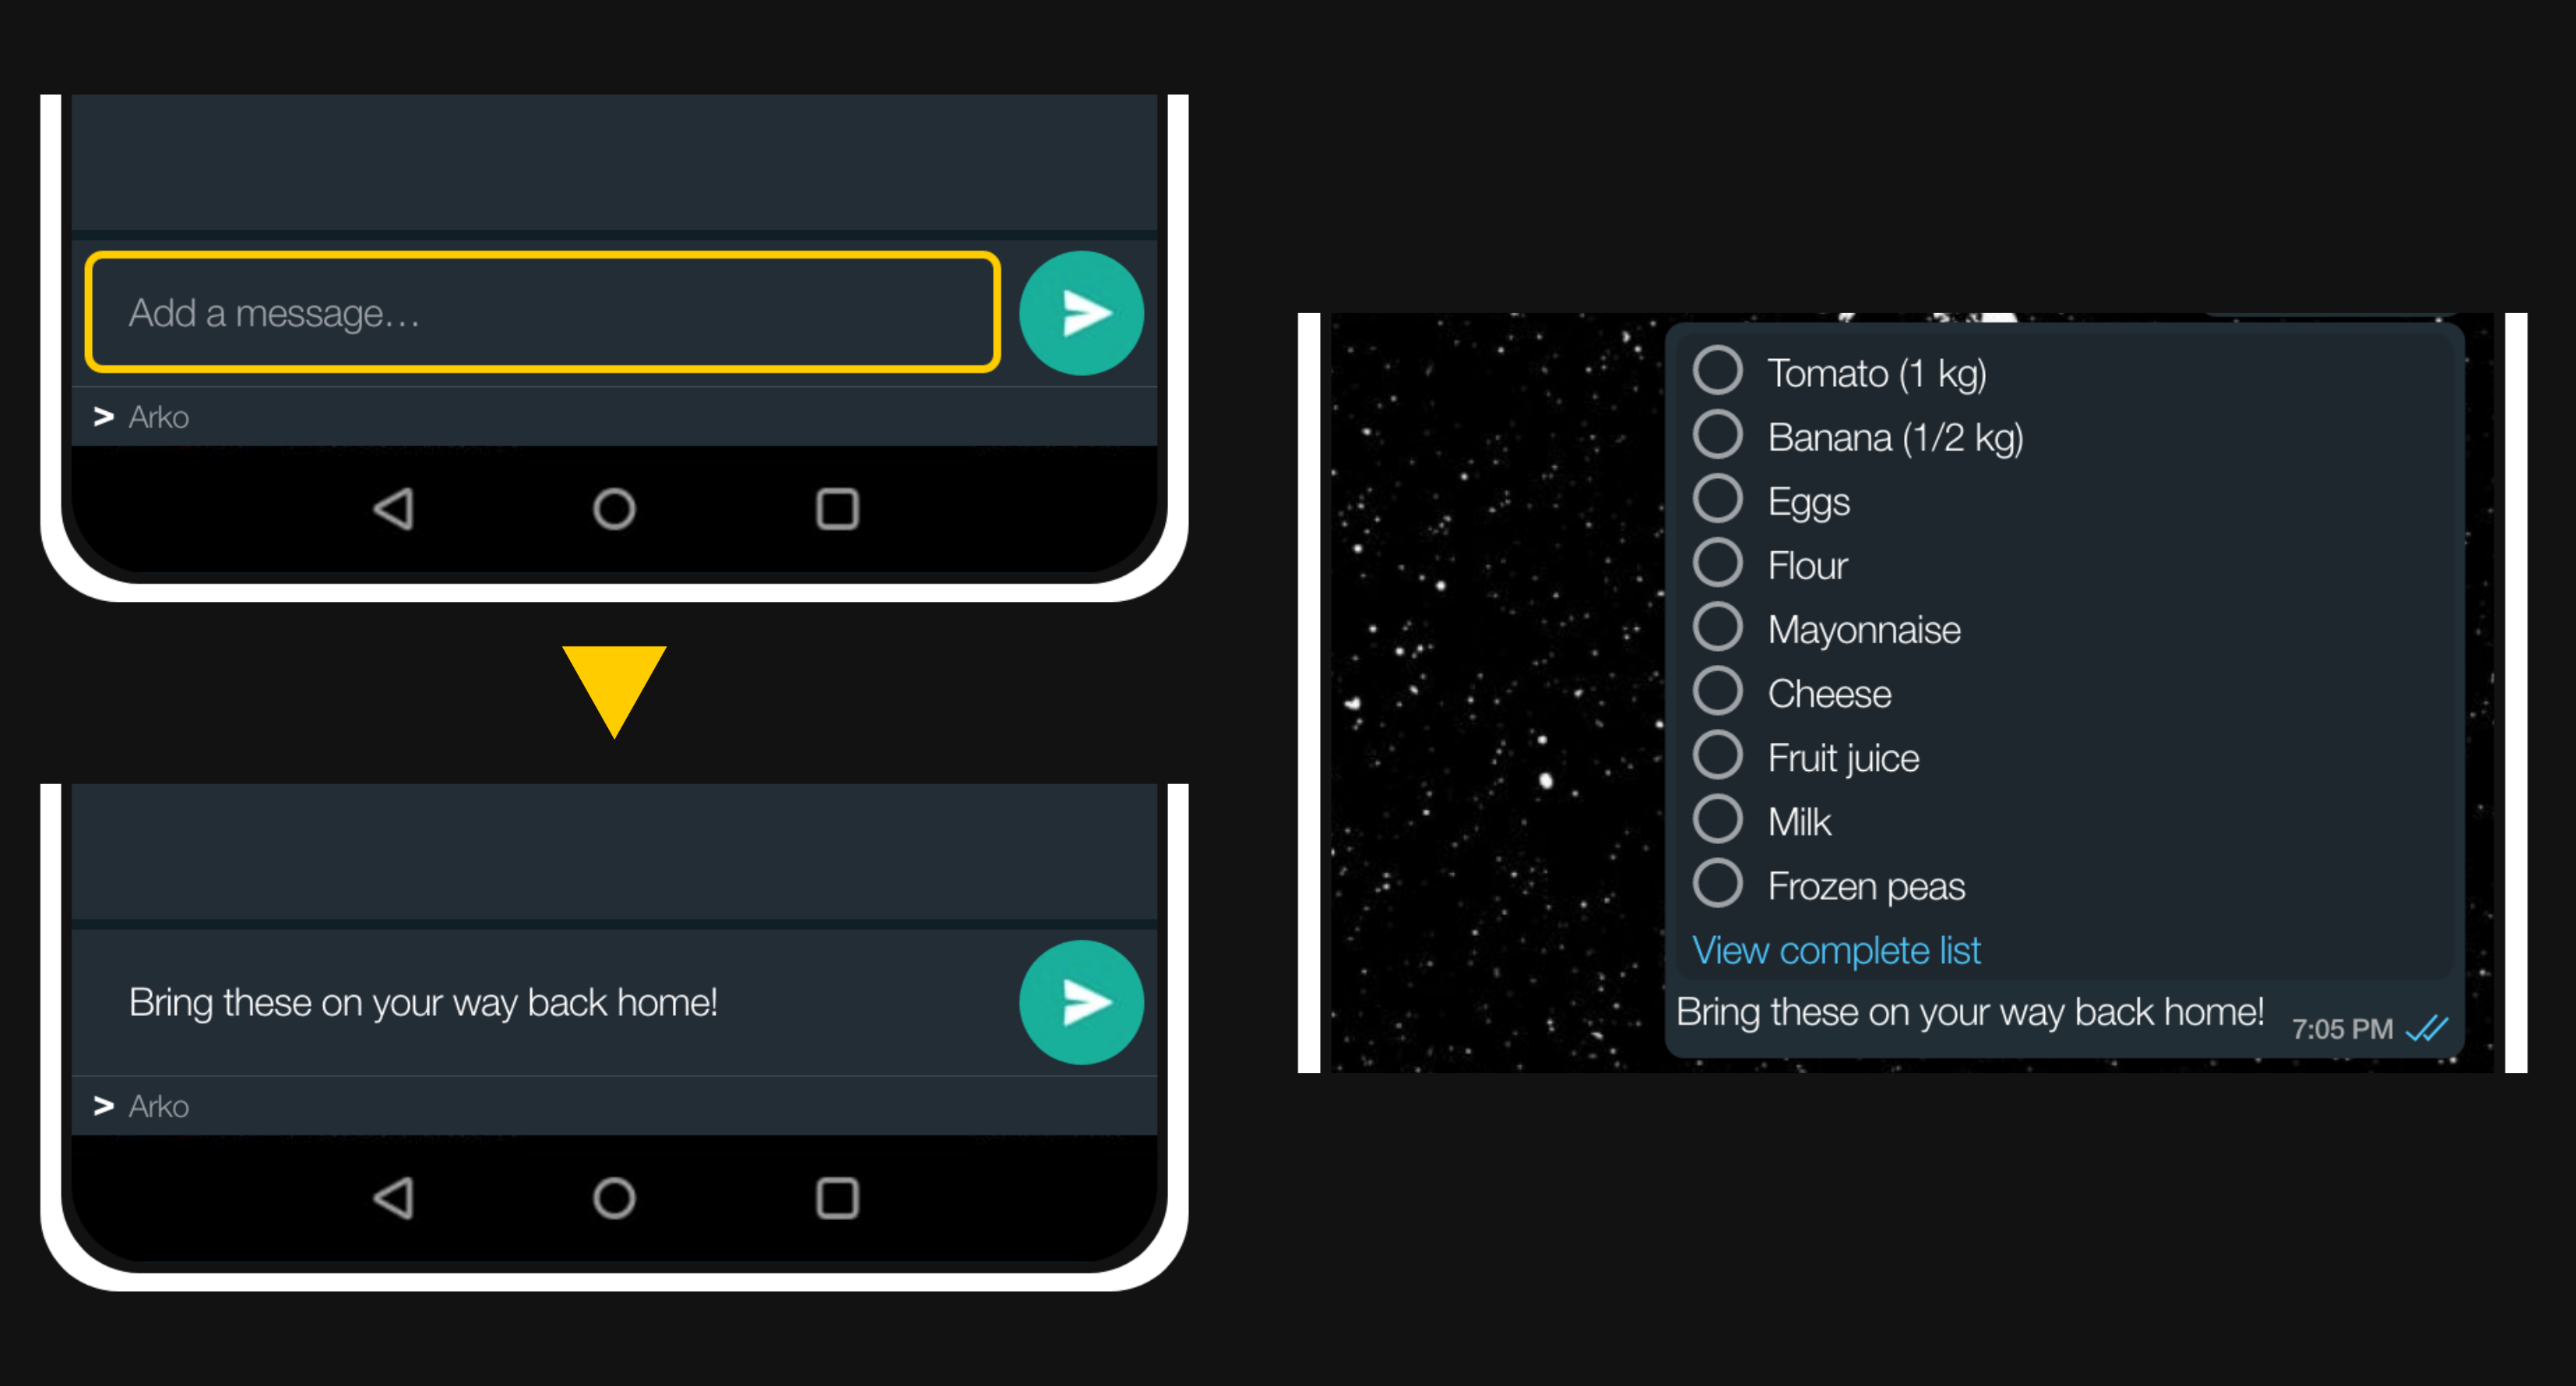 Add a message...
> Arko
Bring these on your way back home!
> Arko
Tomato (1 kg)
Banana (1/2 kg)
Eggs
Flour
Mayonnaise
Cheese
Fruit juice
Milk
Frozen peas
View complete list
Bring these on your way back home!
7:05 PM